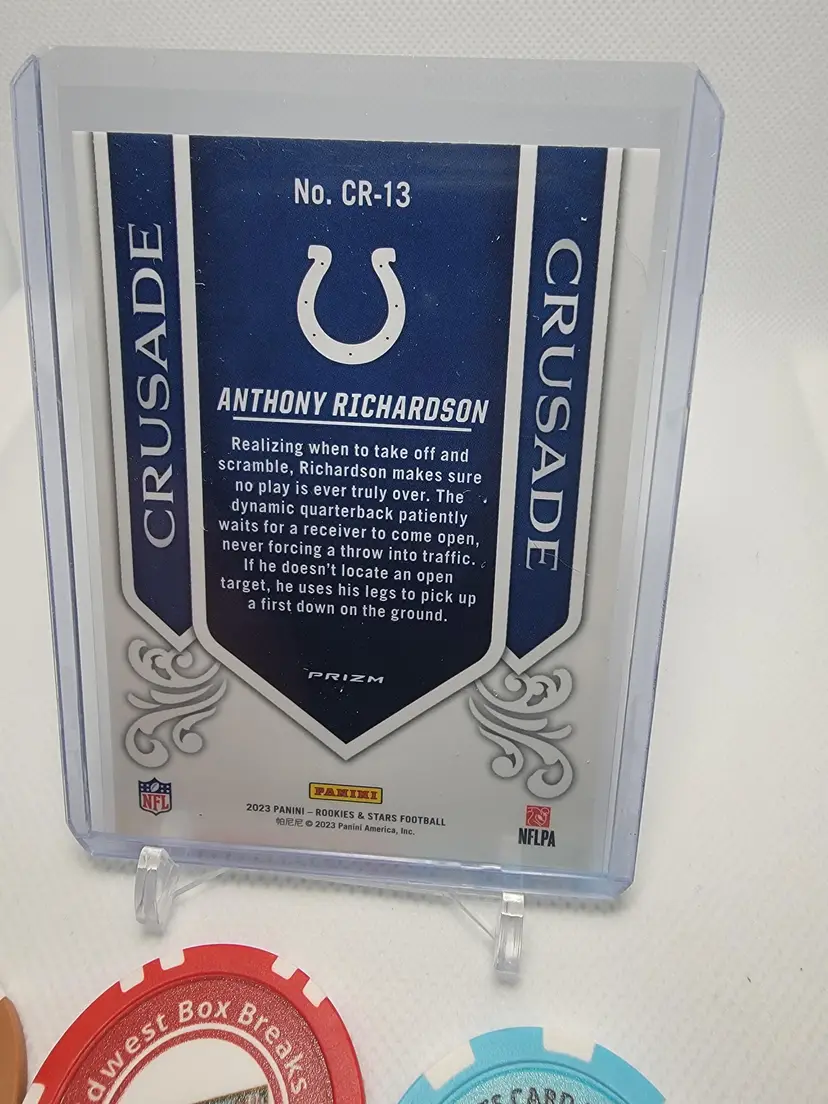 No. CR-13
CRUSADE
CRUSADE
ANTHONY RICHARDSON
Realizing when to take off and
scramble, Richardson makes sure
no play is ever truly over. The
dynamic quarterback patiently
waits for a receiver to come open,
never forcing a throw into traffic.
If he doesn't locate an open
target, he uses his legs to pick up
a first down on the ground.
PRIZM
NFL
PANINI
2023 PANINI – ROOKIES & STARS FOOTBALL
帕尼尼 © 2023 Panini America, Inc.
NFLPA
Box Breaks
CARD